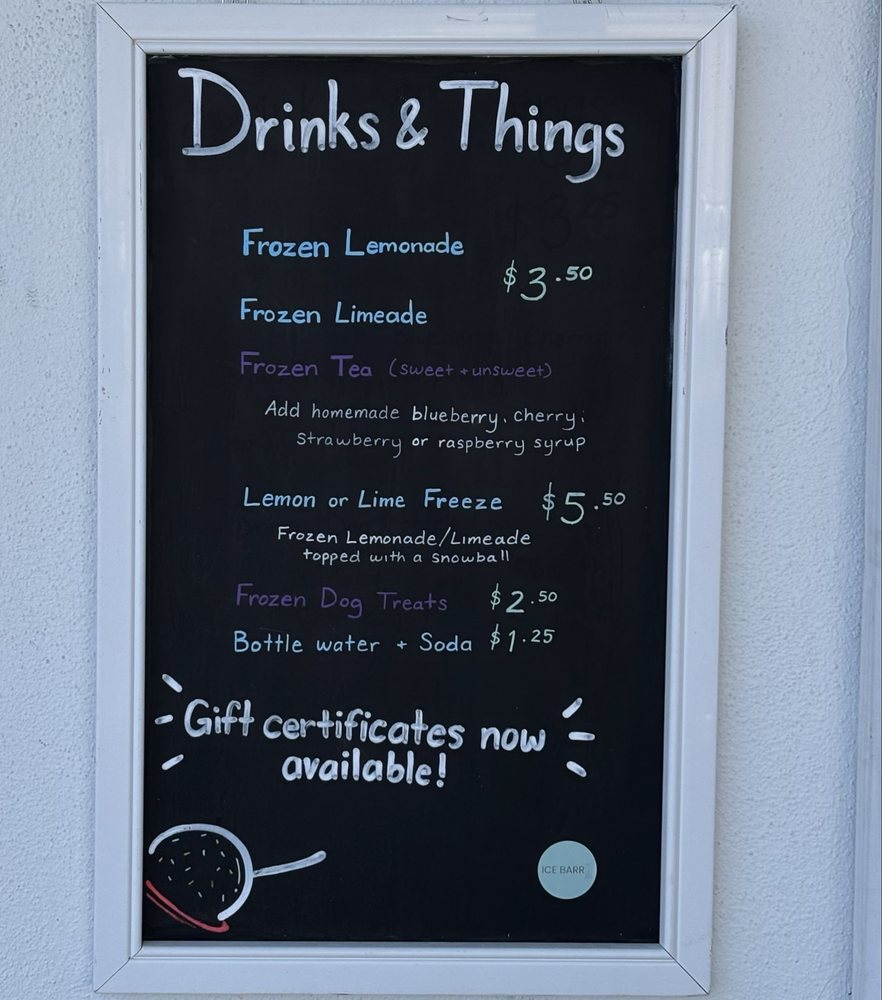 Drinks & Things
Frozen Lemonade
$3.50
Frozen Limeade
Frozen Tea (sweet + unsweet)
Add homemade blueberry, cherry,
strawberry or raspberry syrup
Lemon or Lime Freeze $5.50
Frozen Lemonade/Limeade
topped with a snowball
Frozen Dog Treats $2.50
Bottle water + Soda $1.25
Gift certificates now
available!
ICE BARR